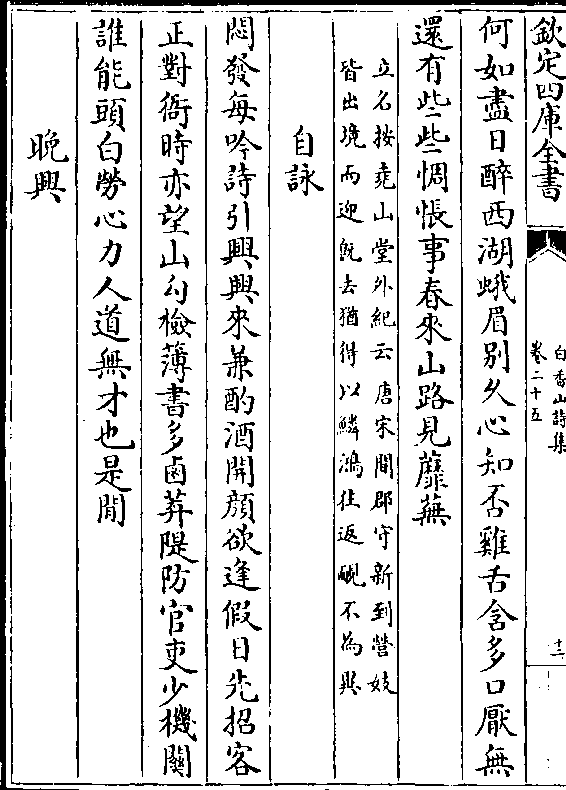 欽定四庫全書
白香山詩集
卷二十五
十二
何如盡日醉西湖蛾眉别久心知否雞舌含多口厭無
還有些些惆悵事春來山路見蘼蕪
立名按堯山堂外紀云唐宋間郡守新到營妓
皆出境而迎既去猶得以鱗鴻往返靦不為異
自詠
悶發每吟詩引興興來兼酌酒開顔欲逢假日先招客
正對衙時亦望山勾檢簿書多鹵莽隄防官吏少機關
誰能頭白勞心力人道無才也是閒
晚興